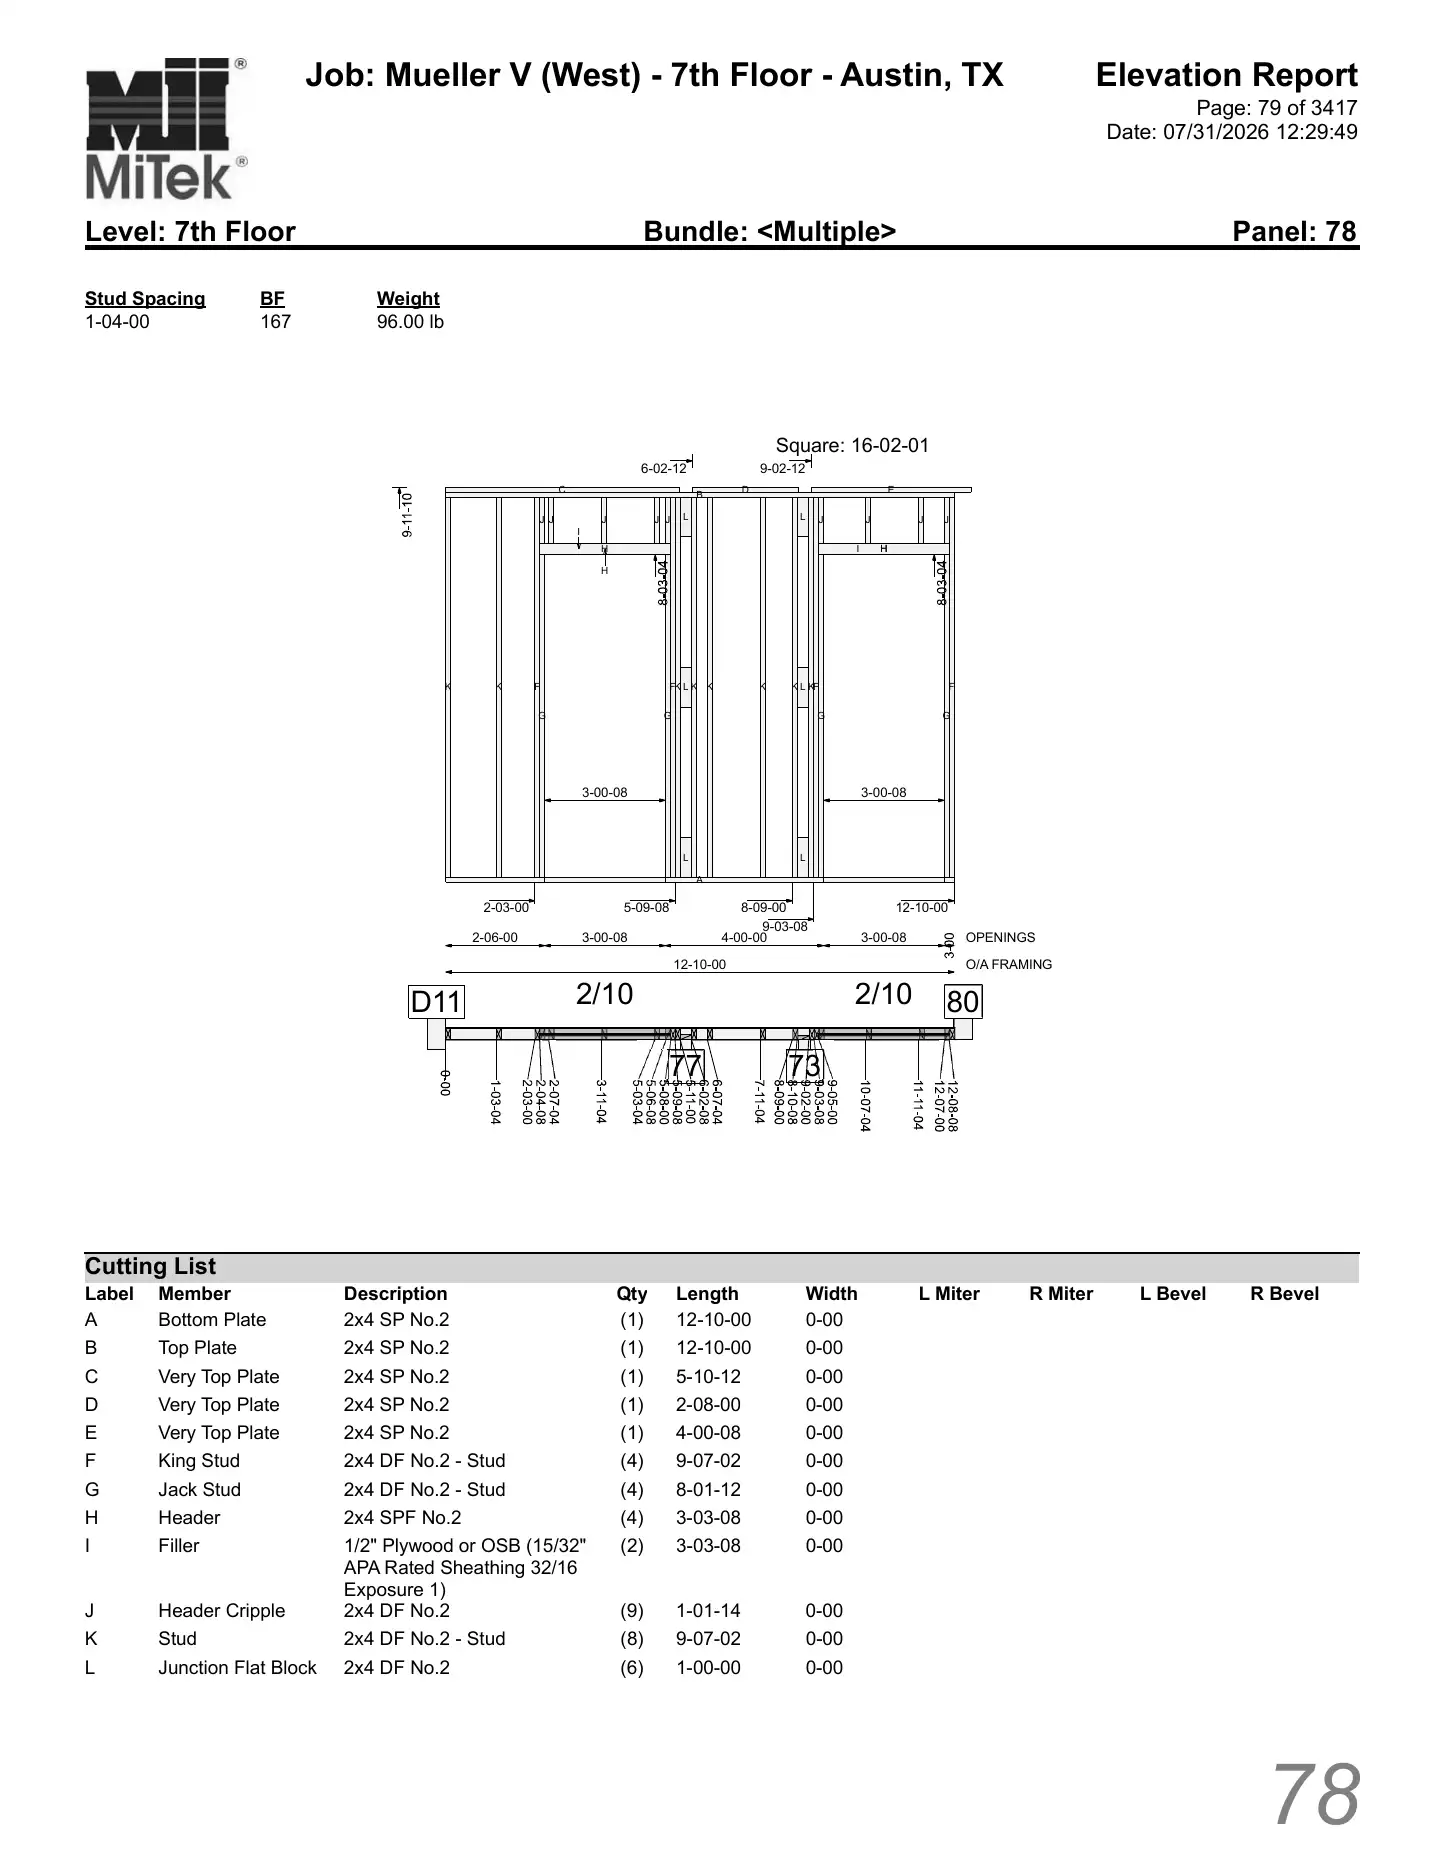 Job: Mueller V (West) - 7th Floor - Austin, TX
Elevation Report
Page: 79 of 3417
Date: 07/31/2026 12:29:49
MiTek®
Level: 7th Floor Bundle: <Multiple> Panel: 78
Stud Spacing BF Weight
1-04-00 167 96.00 lb
Square: 16-02-01
6-02-12 9-02-12
9-11-10
C B D E
J J J J J L L J J J J
I H I H
H
8-03-04 8-03-04
K K F F K L K K K K L K F F
G G G G
3-00-08 3-00-08
L L
A
2-03-00 5-09-08 8-09-00 12-10-00
9-03-08
2-06-00 3-00-08 4-00-00 3-00-08 3-00 OPENINGS
12-10-00 O/A FRAMING
D11 2/10 2/10 80
77 73
0-00 1-03-04 2-03-00 2-04-08 2-07-04 3-11-04 5-03-04 5-06-08 5-08-00 5-09-08 5-11-00 6-02-08 6-07-04 7-11-04 8-09-00 8-10-08 9-02-00 9-03-08 9-05-00 10-07-04 11-11-04 12-07-00 12-08-08
Cutting List
Label Member Description Qty Length Width L Miter R Miter L Bevel R Bevel
A Bottom Plate 2x4 SP No.2 (1) 12-10-00 0-00
B Top Plate 2x4 SP No.2 (1) 12-10-00 0-00
C Very Top Plate 2x4 SP No.2 (1) 5-10-12 0-00
D Very Top Plate 2x4 SP No.2 (1) 2-08-00 0-00
E Very Top Plate 2x4 SP No.2 (1) 4-00-08 0-00
F King Stud 2x4 DF No.2 - Stud (4) 9-07-02 0-00
G Jack Stud 2x4 DF No.2 - Stud (4) 8-01-12 0-00
H Header 2x4 SPF No.2 (4) 3-03-08 0-00
I Filler 1/2" Plywood or OSB (15/32" (2) 3-03-08 0-00
APA Rated Sheathing 32/16
Exposure 1)
J Header Cripple 2x4 DF No.2 (9) 1-01-14 0-00
K Stud 2x4 DF No.2 - Stud (8) 9-07-02 0-00
L Junction Flat Block 2x4 DF No.2 (6) 1-00-00 0-00
78